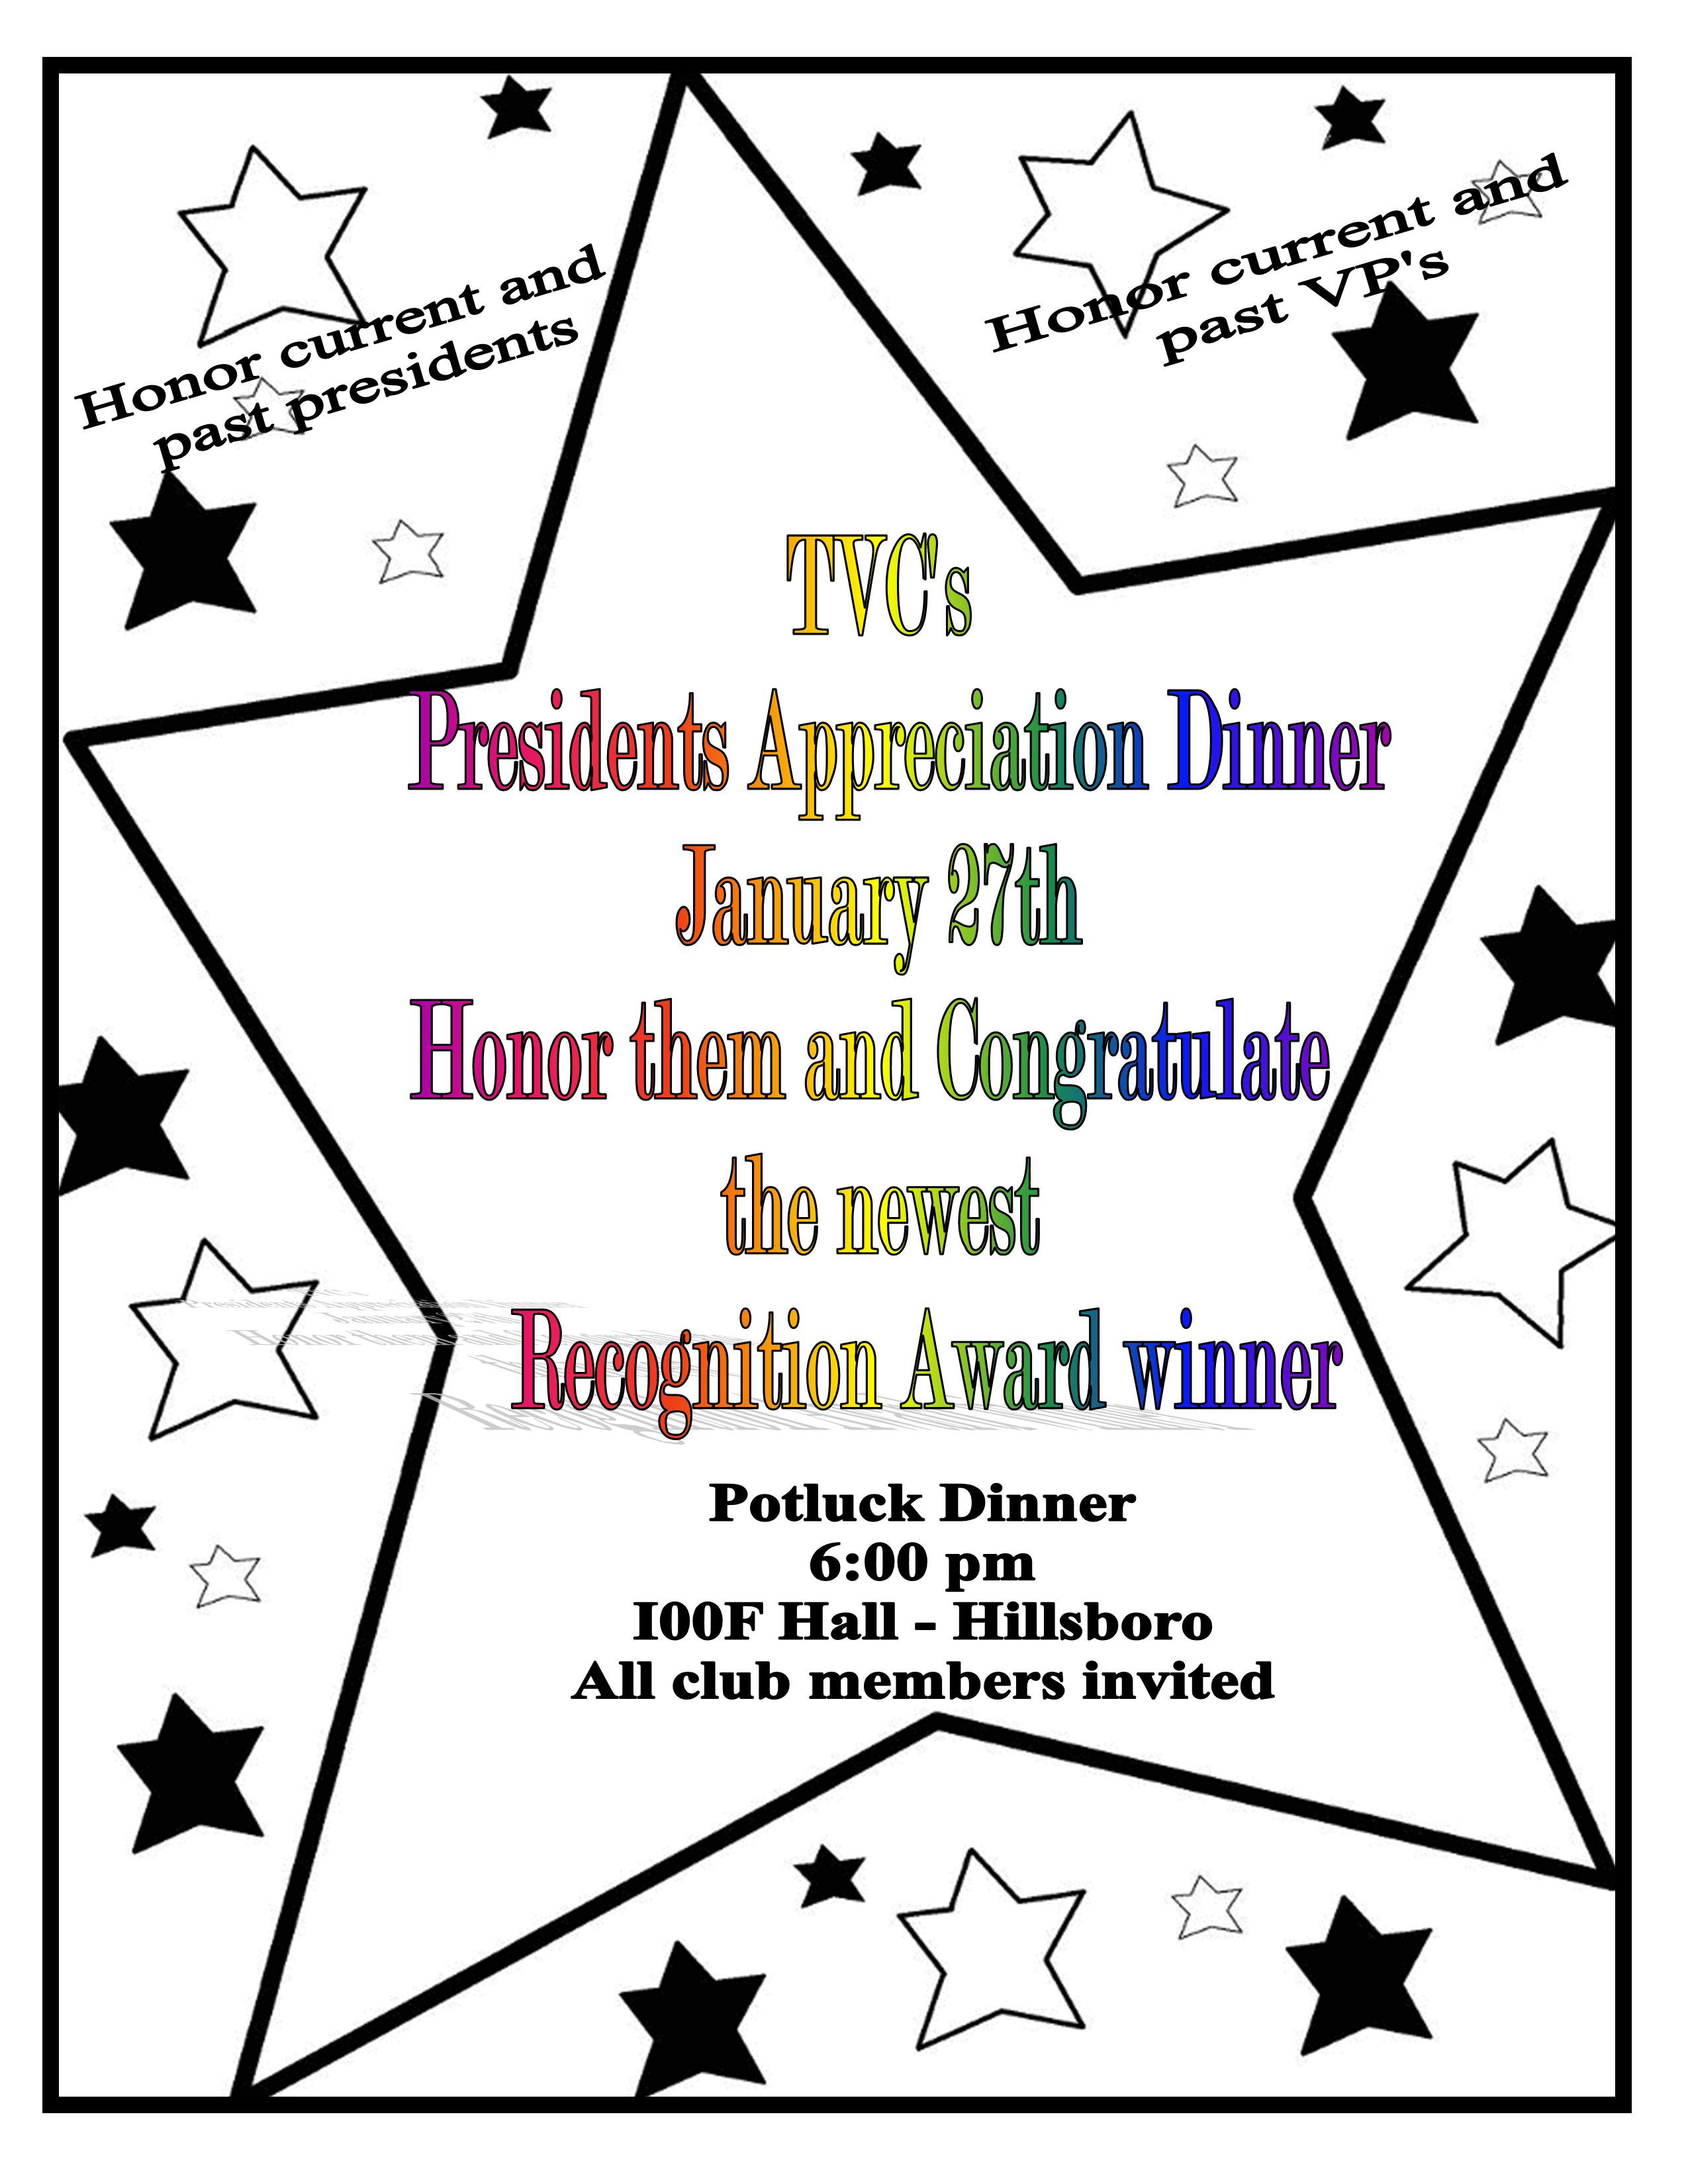 Honor current and
past presidents
Honor current and
past VP's
TVC's
Presidents Appreciation Dinner
January 27th
Honor them and Congratulate
the newest
Recognition Award winner
Potluck Dinner
6:00 pm
I00F Hall - Hillsboro
All club members invited